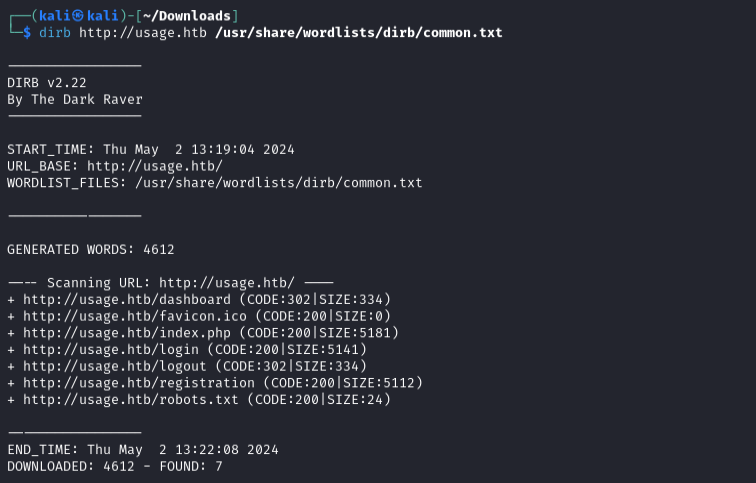 ┌──(kali㉿kali)-[~/Downloads]
└─$ dirb http://usage.htb /usr/share/wordlists/dirb/common.txt
-----------------
DIRB v2.22
By The Dark Raver
-----------------
START_TIME: Thu May  2 13:19:04 2024
URL_BASE: http://usage.htb/
WORDLIST_FILES: /usr/share/wordlists/dirb/common.txt
-----------------
GENERATED WORDS: 4612
---- Scanning URL: http://usage.htb/ ----
+ http://usage.htb/dashboard (CODE:302|SIZE:334)
+ http://usage.htb/favicon.ico (CODE:200|SIZE:0)
+ http://usage.htb/index.php (CODE:200|SIZE:5181)
+ http://usage.htb/login (CODE:200|SIZE:5141)
+ http://usage.htb/logout (CODE:302|SIZE:334)
+ http://usage.htb/registration (CODE:200|SIZE:5112)
+ http://usage.htb/robots.txt (CODE:200|SIZE:24)
-----------------
END_TIME: Thu May  2 13:22:08 2024
DOWNLOADED: 4612 - FOUND: 7